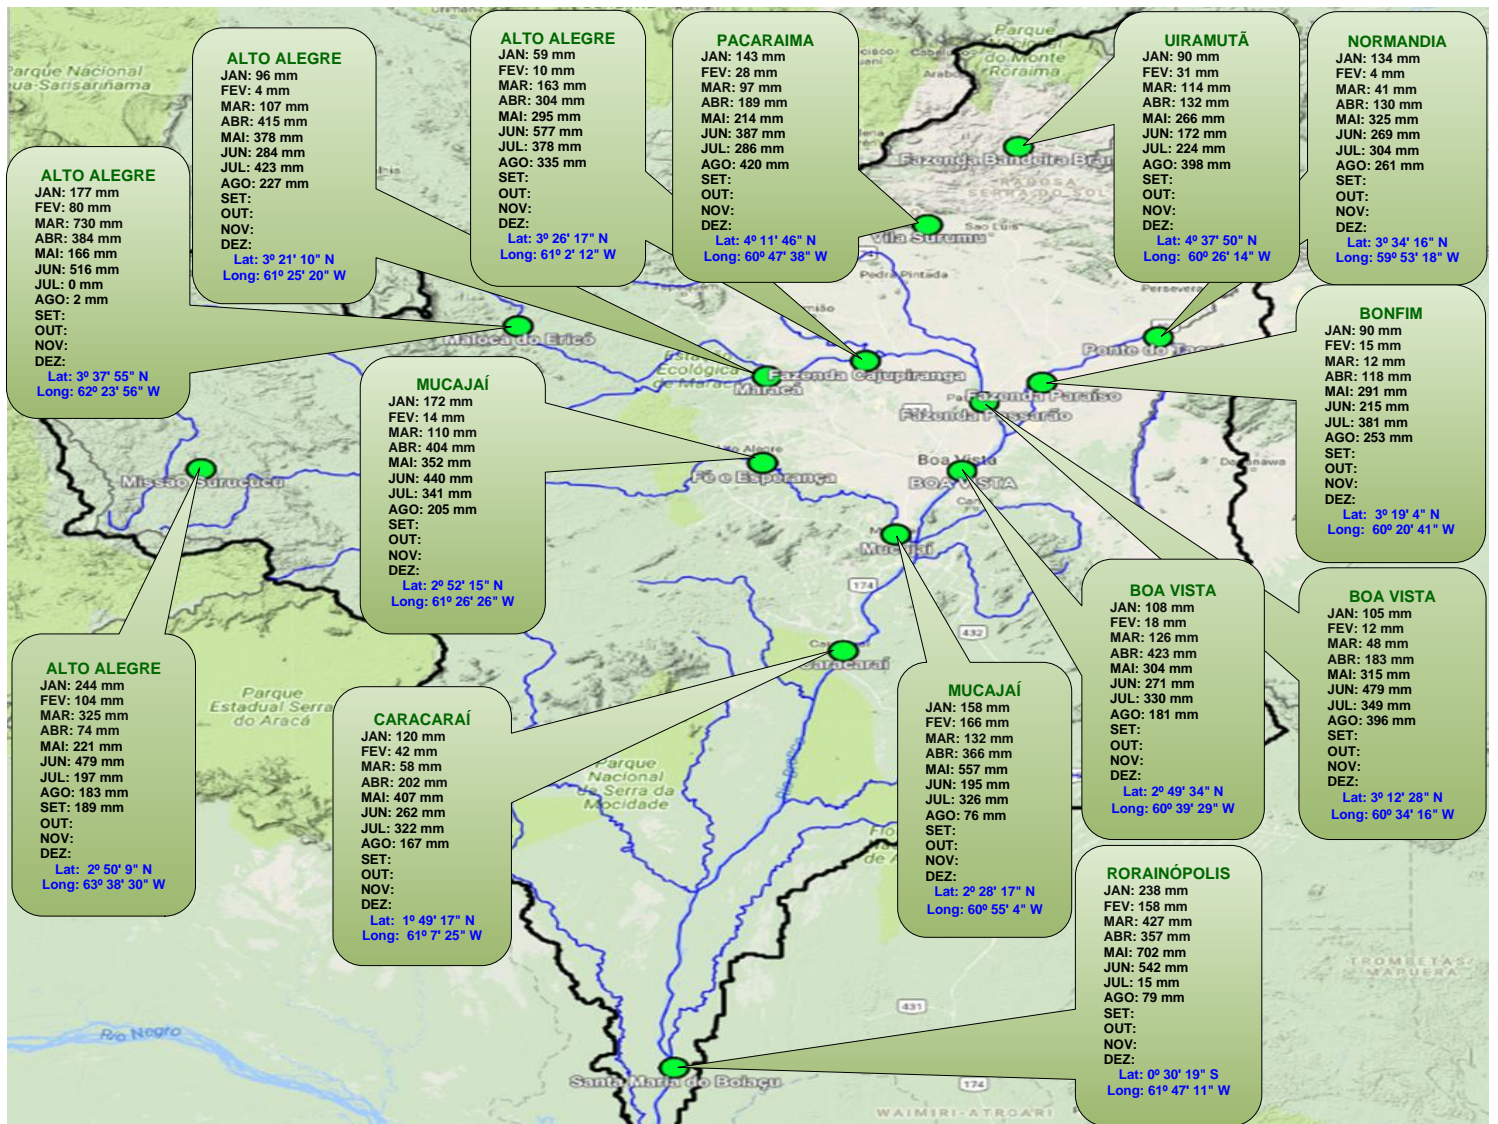 ALTO ALEGRE
JAN: 96 mm
FEV: 4 mm
MAR: 107 mm
ABR: 415 mm
MAI: 378 mm
JUN: 284 mm
JUL: 423 mm
AGO: 227 mm
SET:
OUT:
NOV:
DEZ:
Lat: 3º 21' 10" N
Long: 61º 25' 20" W
ALTO ALEGRE
JAN: 59 mm
FEV: 10 mm
MAR: 163 mm
ABR: 304 mm
MAI: 295 mm
JUN: 577 mm
JUL: 378 mm
AGO: 335 mm
SET:
OUT:
NOV:
DEZ:
Lat: 3º 26' 17" N
Long: 61º 2' 12" W
PACARAIMA
JAN: 143 mm
FEV: 28 mm
MAR: 97 mm
ABR: 189 mm
MAI: 214 mm
JUN: 387 mm
JUL: 286 mm
AGO: 420 mm
SET:
OUT:
NOV:
DEZ:
Lat: 4º 11' 46" N
Long: 60º 47' 38" W
UIRAMUTÃ
JAN: 90 mm
FEV: 31 mm
MAR: 114 mm
ABR: 132 mm
MAI: 266 mm
JUN: 172 mm
JUL: 224 mm
AGO: 398 mm
SET:
OUT:
NOV:
DEZ:
Lat: 4º 37' 50" N
Long: 60º 26' 14" W
NORMANDIA
JAN: 134 mm
FEV: 4 mm
MAR: 41 mm
ABR: 130 mm
MAI: 325 mm
JUN: 269 mm
JUL: 304 mm
AGO: 261 mm
SET:
OUT:
NOV:
DEZ:
Lat: 3º 34' 16" N
Long: 59º 53' 18" W
ALTO ALEGRE
JAN: 177 mm
FEV: 80 mm
MAR: 730 mm
ABR: 384 mm
MAI: 166 mm
JUN: 516 mm
JUL: 0 mm
AGO: 2 mm
SET:
OUT:
NOV:
DEZ:
Lat: 3º 37' 55" N
Long: 62º 23' 56" W
MUCAJAÍ
JAN: 172 mm
FEV: 14 mm
MAR: 110 mm
ABR: 404 mm
MAI: 352 mm
JUN: 440 mm
JUL: 341 mm
AGO: 205 mm
SET:
OUT:
NOV:
DEZ:
Lat: 2º 52' 15" N
Long: 61º 26' 26" W
BONFIM
JAN: 90 mm
FEV: 15 mm
MAR: 12 mm
ABR: 118 mm
MAI: 291 mm
JUN: 215 mm
JUL: 381 mm
AGO: 253 mm
SET:
OUT:
NOV:
DEZ:
Lat: 3º 19' 4" N
Long: 60º 20' 41" W
ALTO ALEGRE
JAN: 244 mm
FEV: 104 mm
MAR: 325 mm
ABR: 74 mm
MAI: 221 mm
JUN: 479 mm
JUL: 197 mm
AGO: 183 mm
SET: 189 mm
OUT:
NOV:
DEZ:
Lat: 2º 50' 9" N
Long: 63º 38' 30" W
CARACARAÍ
JAN: 120 mm
FEV: 42 mm
MAR: 58 mm
ABR: 202 mm
MAI: 407 mm
JUN: 262 mm
JUL: 322 mm
AGO: 167 mm
SET:
OUT:
NOV:
DEZ:
Lat: 1º 49' 17" N
Long: 61º 7' 25" W
MUCAJAÍ
JAN: 158 mm
FEV: 166 mm
MAR: 132 mm
ABR: 366 mm
MAI: 557 mm
JUN: 195 mm
JUL: 326 mm
AGO: 76 mm
SET:
OUT:
NOV:
DEZ:
Lat: 2º 28' 17" N
Long: 60º 55' 4" W
BOA VISTA
JAN: 108 mm
FEV: 18 mm
MAR: 126 mm
ABR: 423 mm
MAI: 304 mm
JUN: 271 mm
JUL: 330 mm
AGO: 181 mm
SET:
OUT:
NOV:
DEZ:
Lat: 2º 49' 34" N
Long: 60º 39' 29" W
BOA VISTA
JAN: 105 mm
FEV: 12 mm
MAR: 48 mm
ABR: 183 mm
MAI: 315 mm
JUN: 479 mm
JUL: 349 mm
AGO: 396 mm
SET:
OUT:
NOV:
DEZ:
Lat: 3º 12' 28" N
Long: 60º 34' 16" W
RORAINÓPOLIS
JAN: 238 mm
FEV: 158 mm
MAR: 427 mm
ABR: 357 mm
MAI: 702 mm
JUN: 542 mm
JUL: 15 mm
AGO: 79 mm
SET:
OUT:
NOV:
DEZ:
Lat: 0º 30' 19" S
Long: 61º 47' 11" W
Parque Nacional
Parque
do Monte
Roraima
Fazenda Bandeira
RAPOSA
SERRA DO SOL
Sao Luis
Vila Surumu
Pedra Pintada
Maloca do Ericó
Estação
Ecológica
de Maracá
Maracá
Fazenda Cajupiranga
Ponte do
Fazenda Paraíso
Fazenda Passarão
Alegre
Fé e Esperança
Boa Vista
BOA VISTA
Missão Surucucu
Mucajaí
174
432
Caracaraí
Parque
Estadual Serra
do Aracá
Parque
Nacional
da Serra da
Mocidade
Rio Branco
Rio Negro
431
174
Santa Maria do Boiaçu
WAIMIRI-ATROARI
TROMBETAS/
MAPUERA